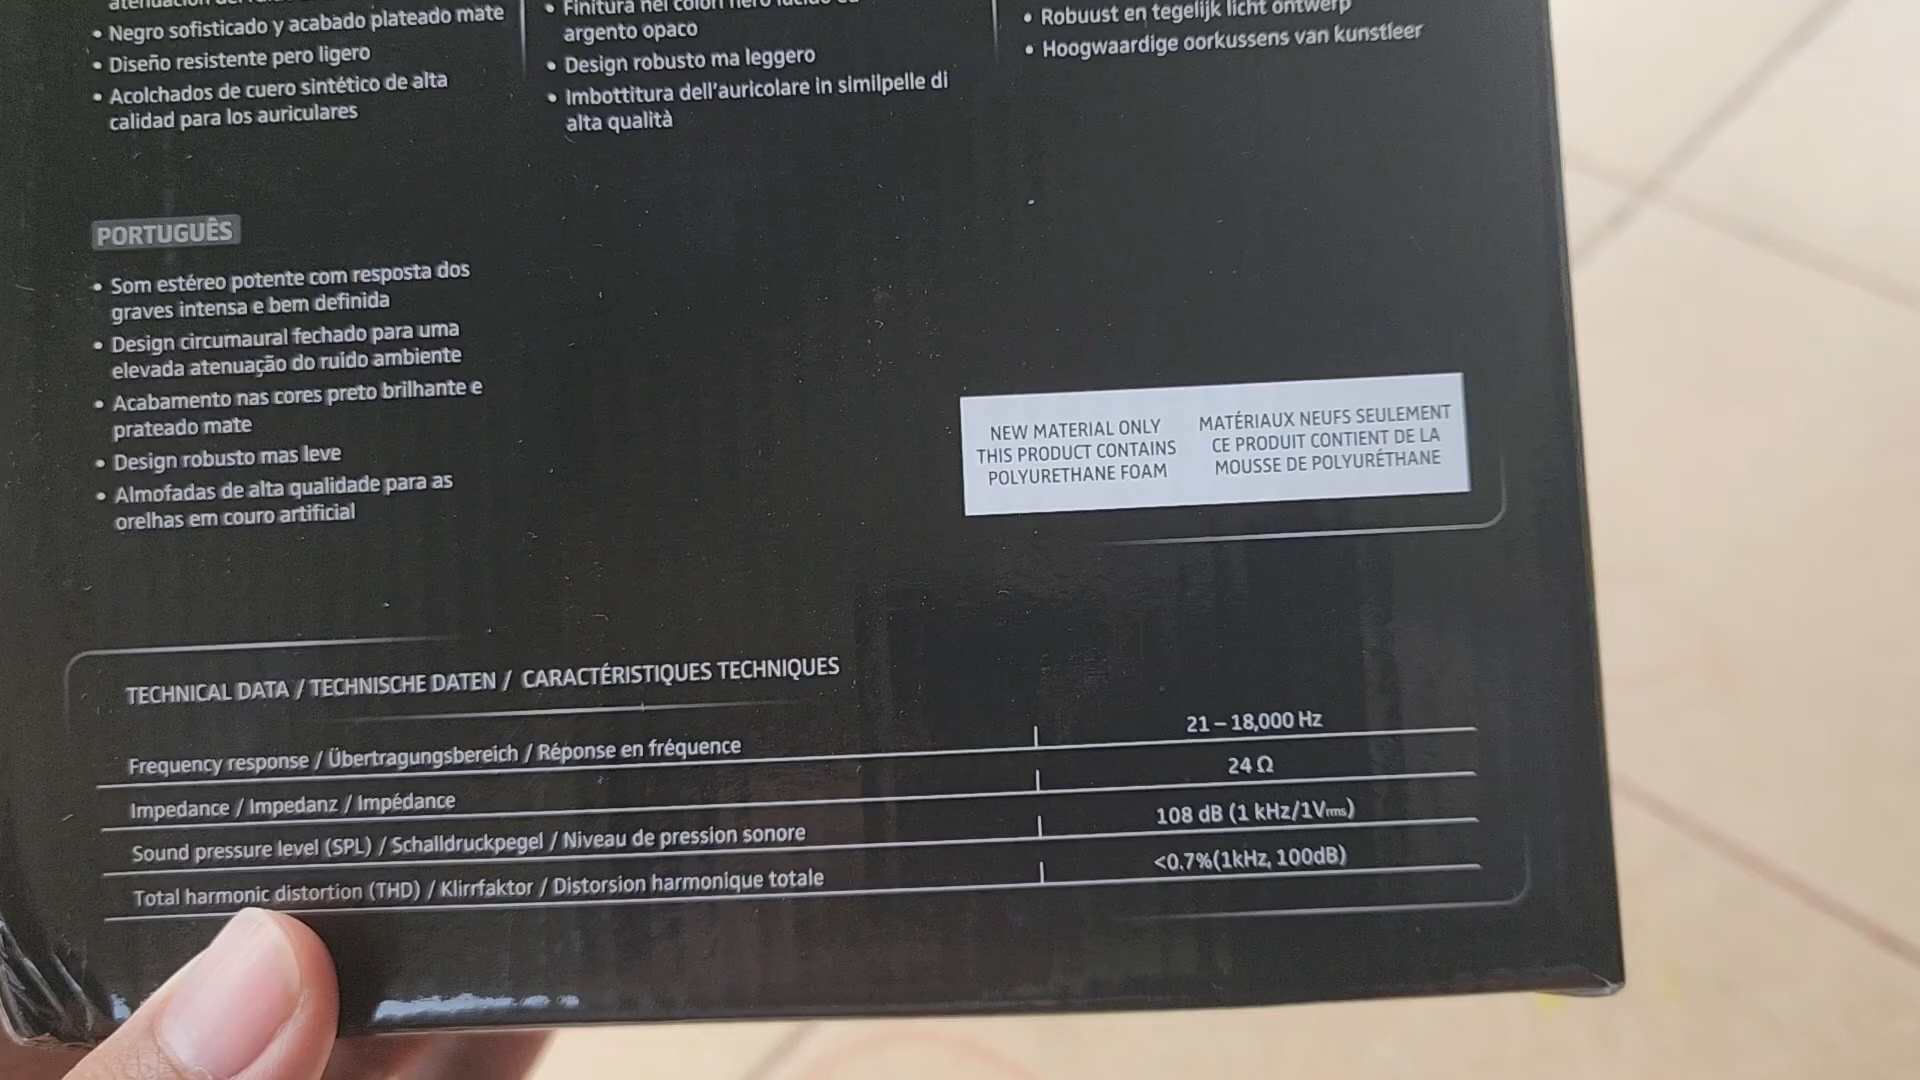 • Negro sofisticado y acabado plateado mate
• Diseño resistente pero ligero
• Acolchados de cuero sintético de alta
calidad para los auriculares
argento opaco
• Design robusto ma leggero
• Imbottitura dell'auricolare in similpelle di
alta qualità
• Robuust en tegelijk licht ontwerp
• Hoogwaardige oorkussens van kunstleer
PORTUGUÊS
• Som estéreo potente com resposta dos
graves intensa e bem definida
• Design circumaural fechado para uma
elevada atenuação do ruído ambiente
• Acabamento nas cores preto brilhante e
prateado mate
• Design robusto mas leve
• Almofadas de alta qualidade para as
orelhas em couro artificial
NEW MATERIAL ONLY
THIS PRODUCT CONTAINS
POLYURETHANE FOAM
MATÉRIAUX NEUFS SEULEMENT
CE PRODUIT CONTIENT DE LA
MOUSSE DE POLYURÉTHANE
TECHNICAL DATA / TECHNISCHE DATEN / CARACTÉRISTIQUES TECHNIQUES
Frequency response / Übertragungsbereich / Réponse en fréquence 21 – 18,000 Hz
Impedance / Impedanz / Impédance 24 Ω
Sound pressure level (SPL) / Schalldruckpegel / Niveau de pression sonore 108 dB (1 kHz/1Vrms)
Total harmonic distortion (THD) / Klirrfaktor / Distorsion harmonique totale <0.7%(1kHz, 100dB)